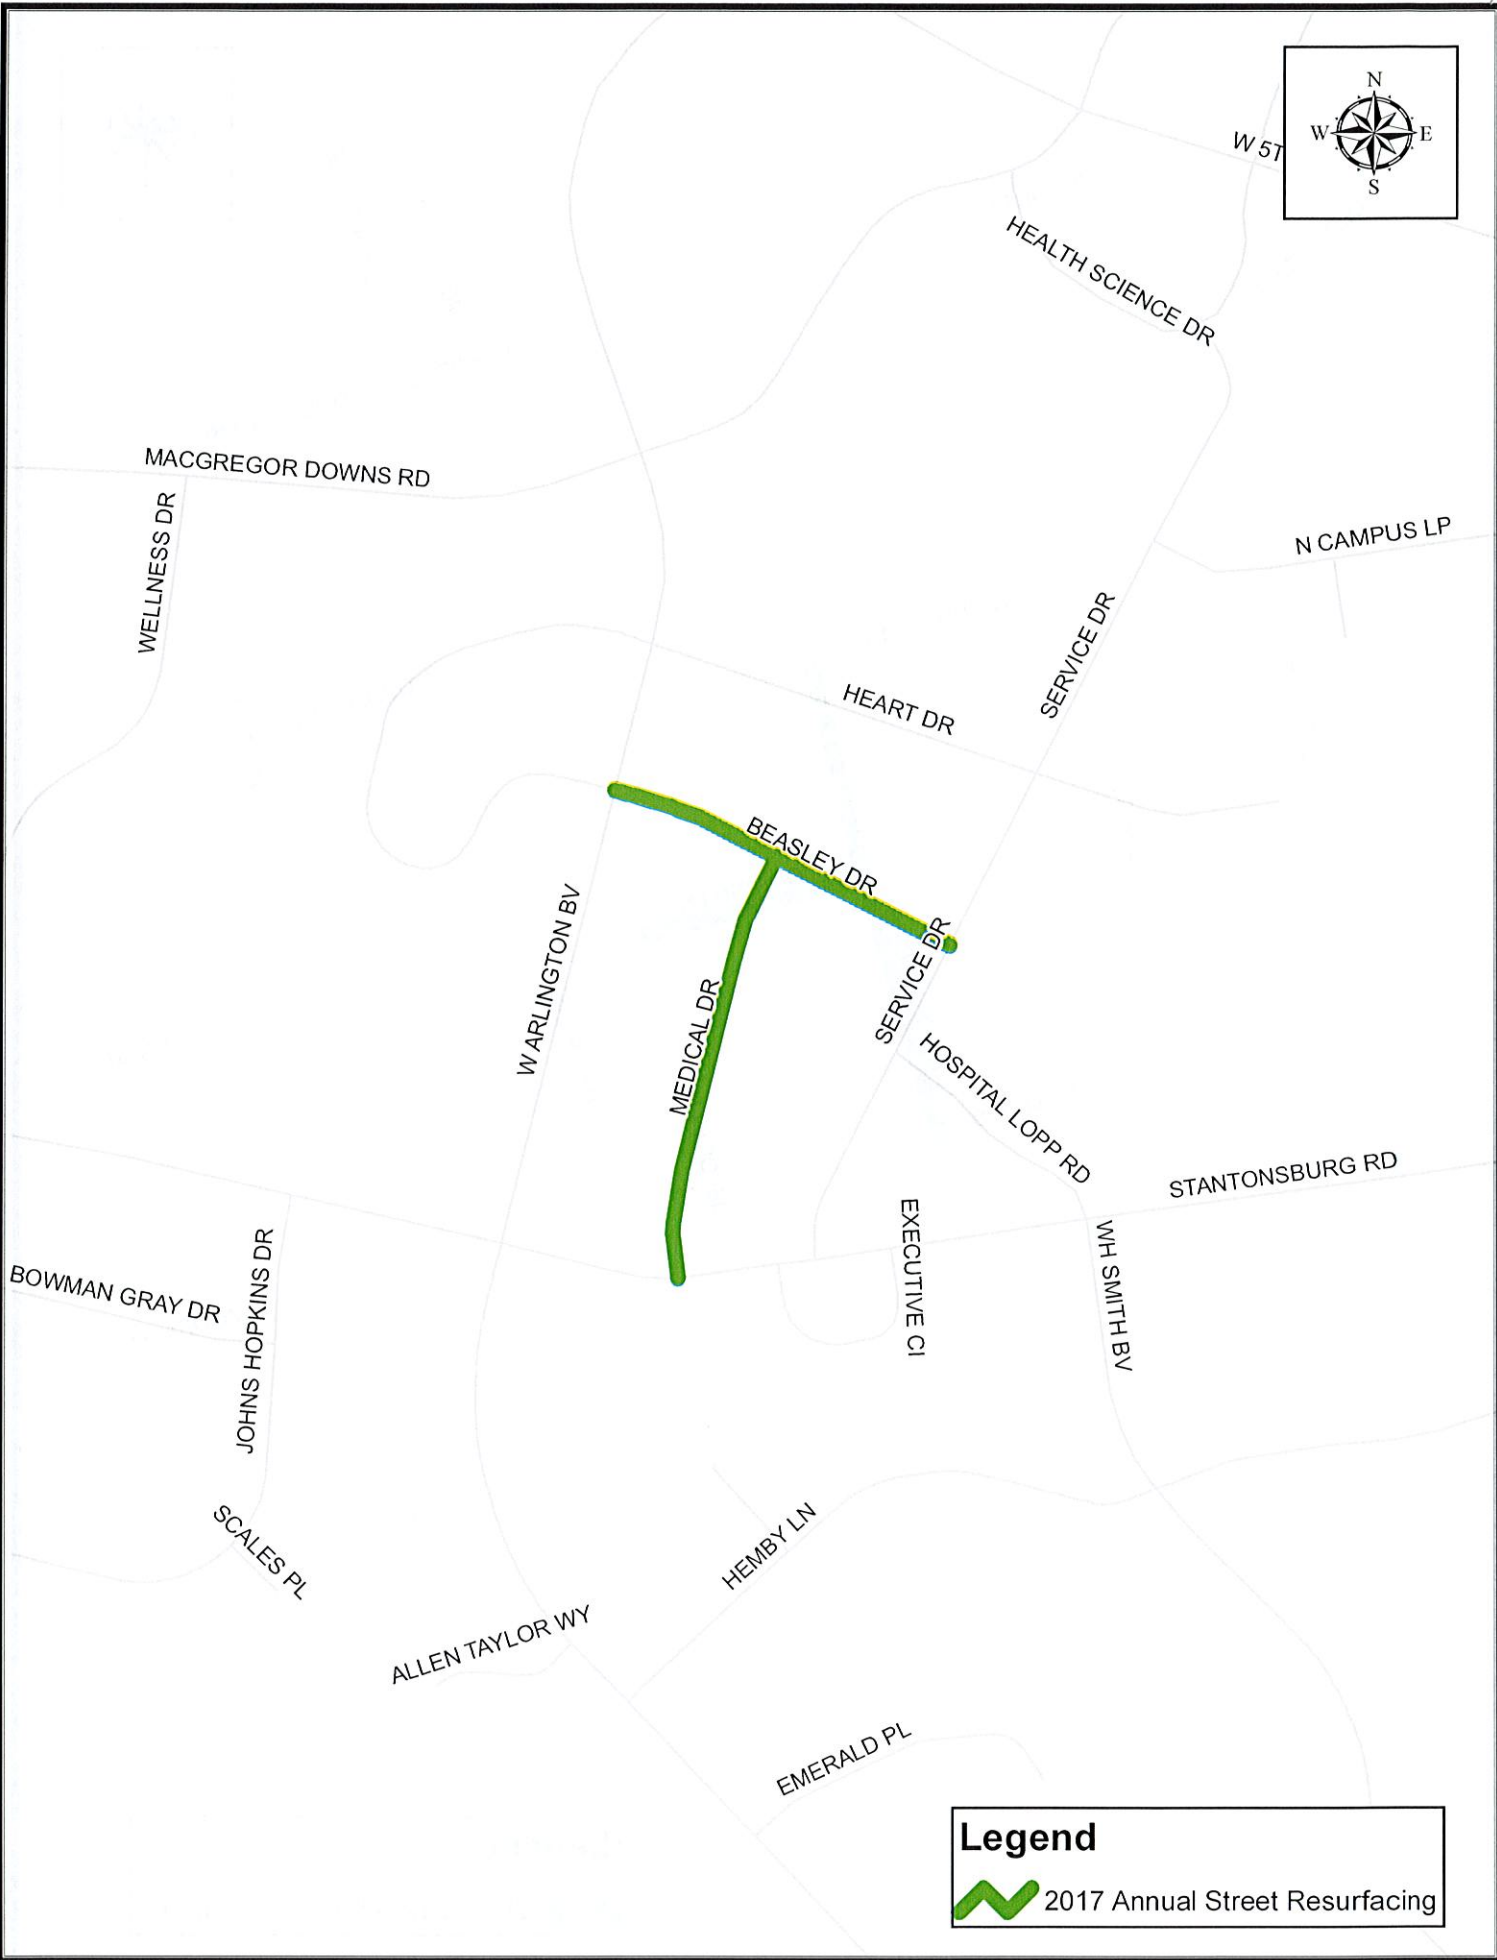 N
W E
S
W 5T
HEALTH SCIENCE DR
MACGREGOR DOWNS RD
WELLNESS DR
N CAMPUS LP
SERVICE DR
HEART DR
BEASLEY DR
W ARLINGTON BV
SERVICE DR
MEDICAL DR
HOSPITAL LOPP RD
STANTONSBURG RD
EXECUTIVE CI
WH SMITH BV
JOHNS HOPKINS DR
BOWMAN GRAY DR
SCALES PL
HEMBY LN
ALLEN TAYLOR WY
EMERALD PL
Legend
2017 Annual Street Resurfacing